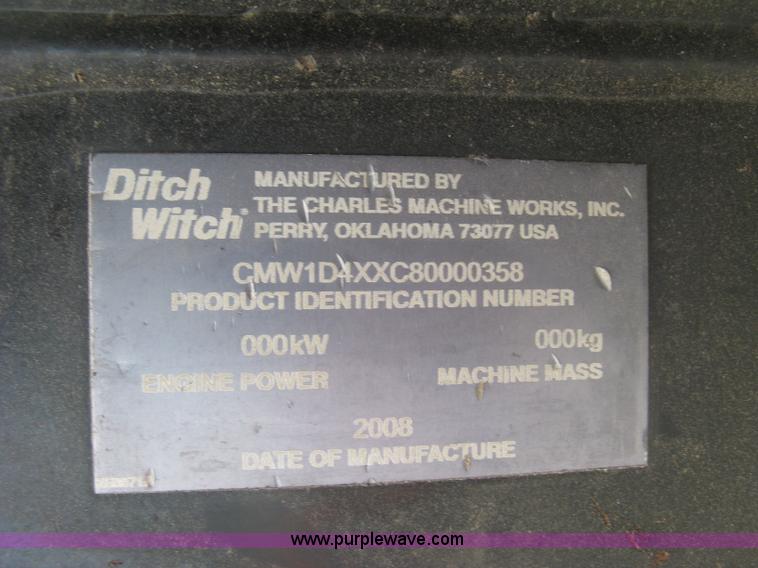 Ditch Witch®
MANUFACTURED BY
THE CHARLES MACHINE WORKS, INC.
PERRY, OKLAHOMA 73077 USA
CMW1D4XXC80000358
PRODUCT IDENTIFICATION NUMBER
000kW
ENGINE POWER
000kg
MACHINE MASS
2008
DATE OF MANUFACTURE
www.purplewave.com